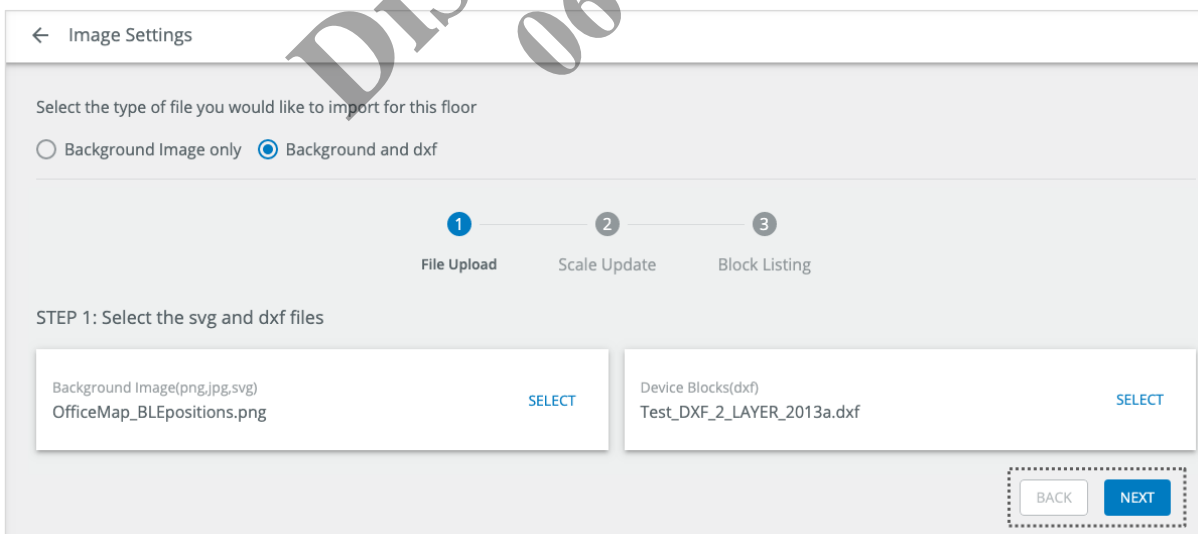 Image Settings
Select the type of file you would like to import for this floor
Background Image only Background and dxf
1 2 3
File Upload Scale Update Block Listing
STEP 1: Select the svg and dxf files
Background Image(png,jpg,svg)
OfficeMap_BLEpositions.png
SELECT
Device Blocks(dxf)
Test_DXF_2_LAYER_2013a.dxf
SELECT
BACK NEXT